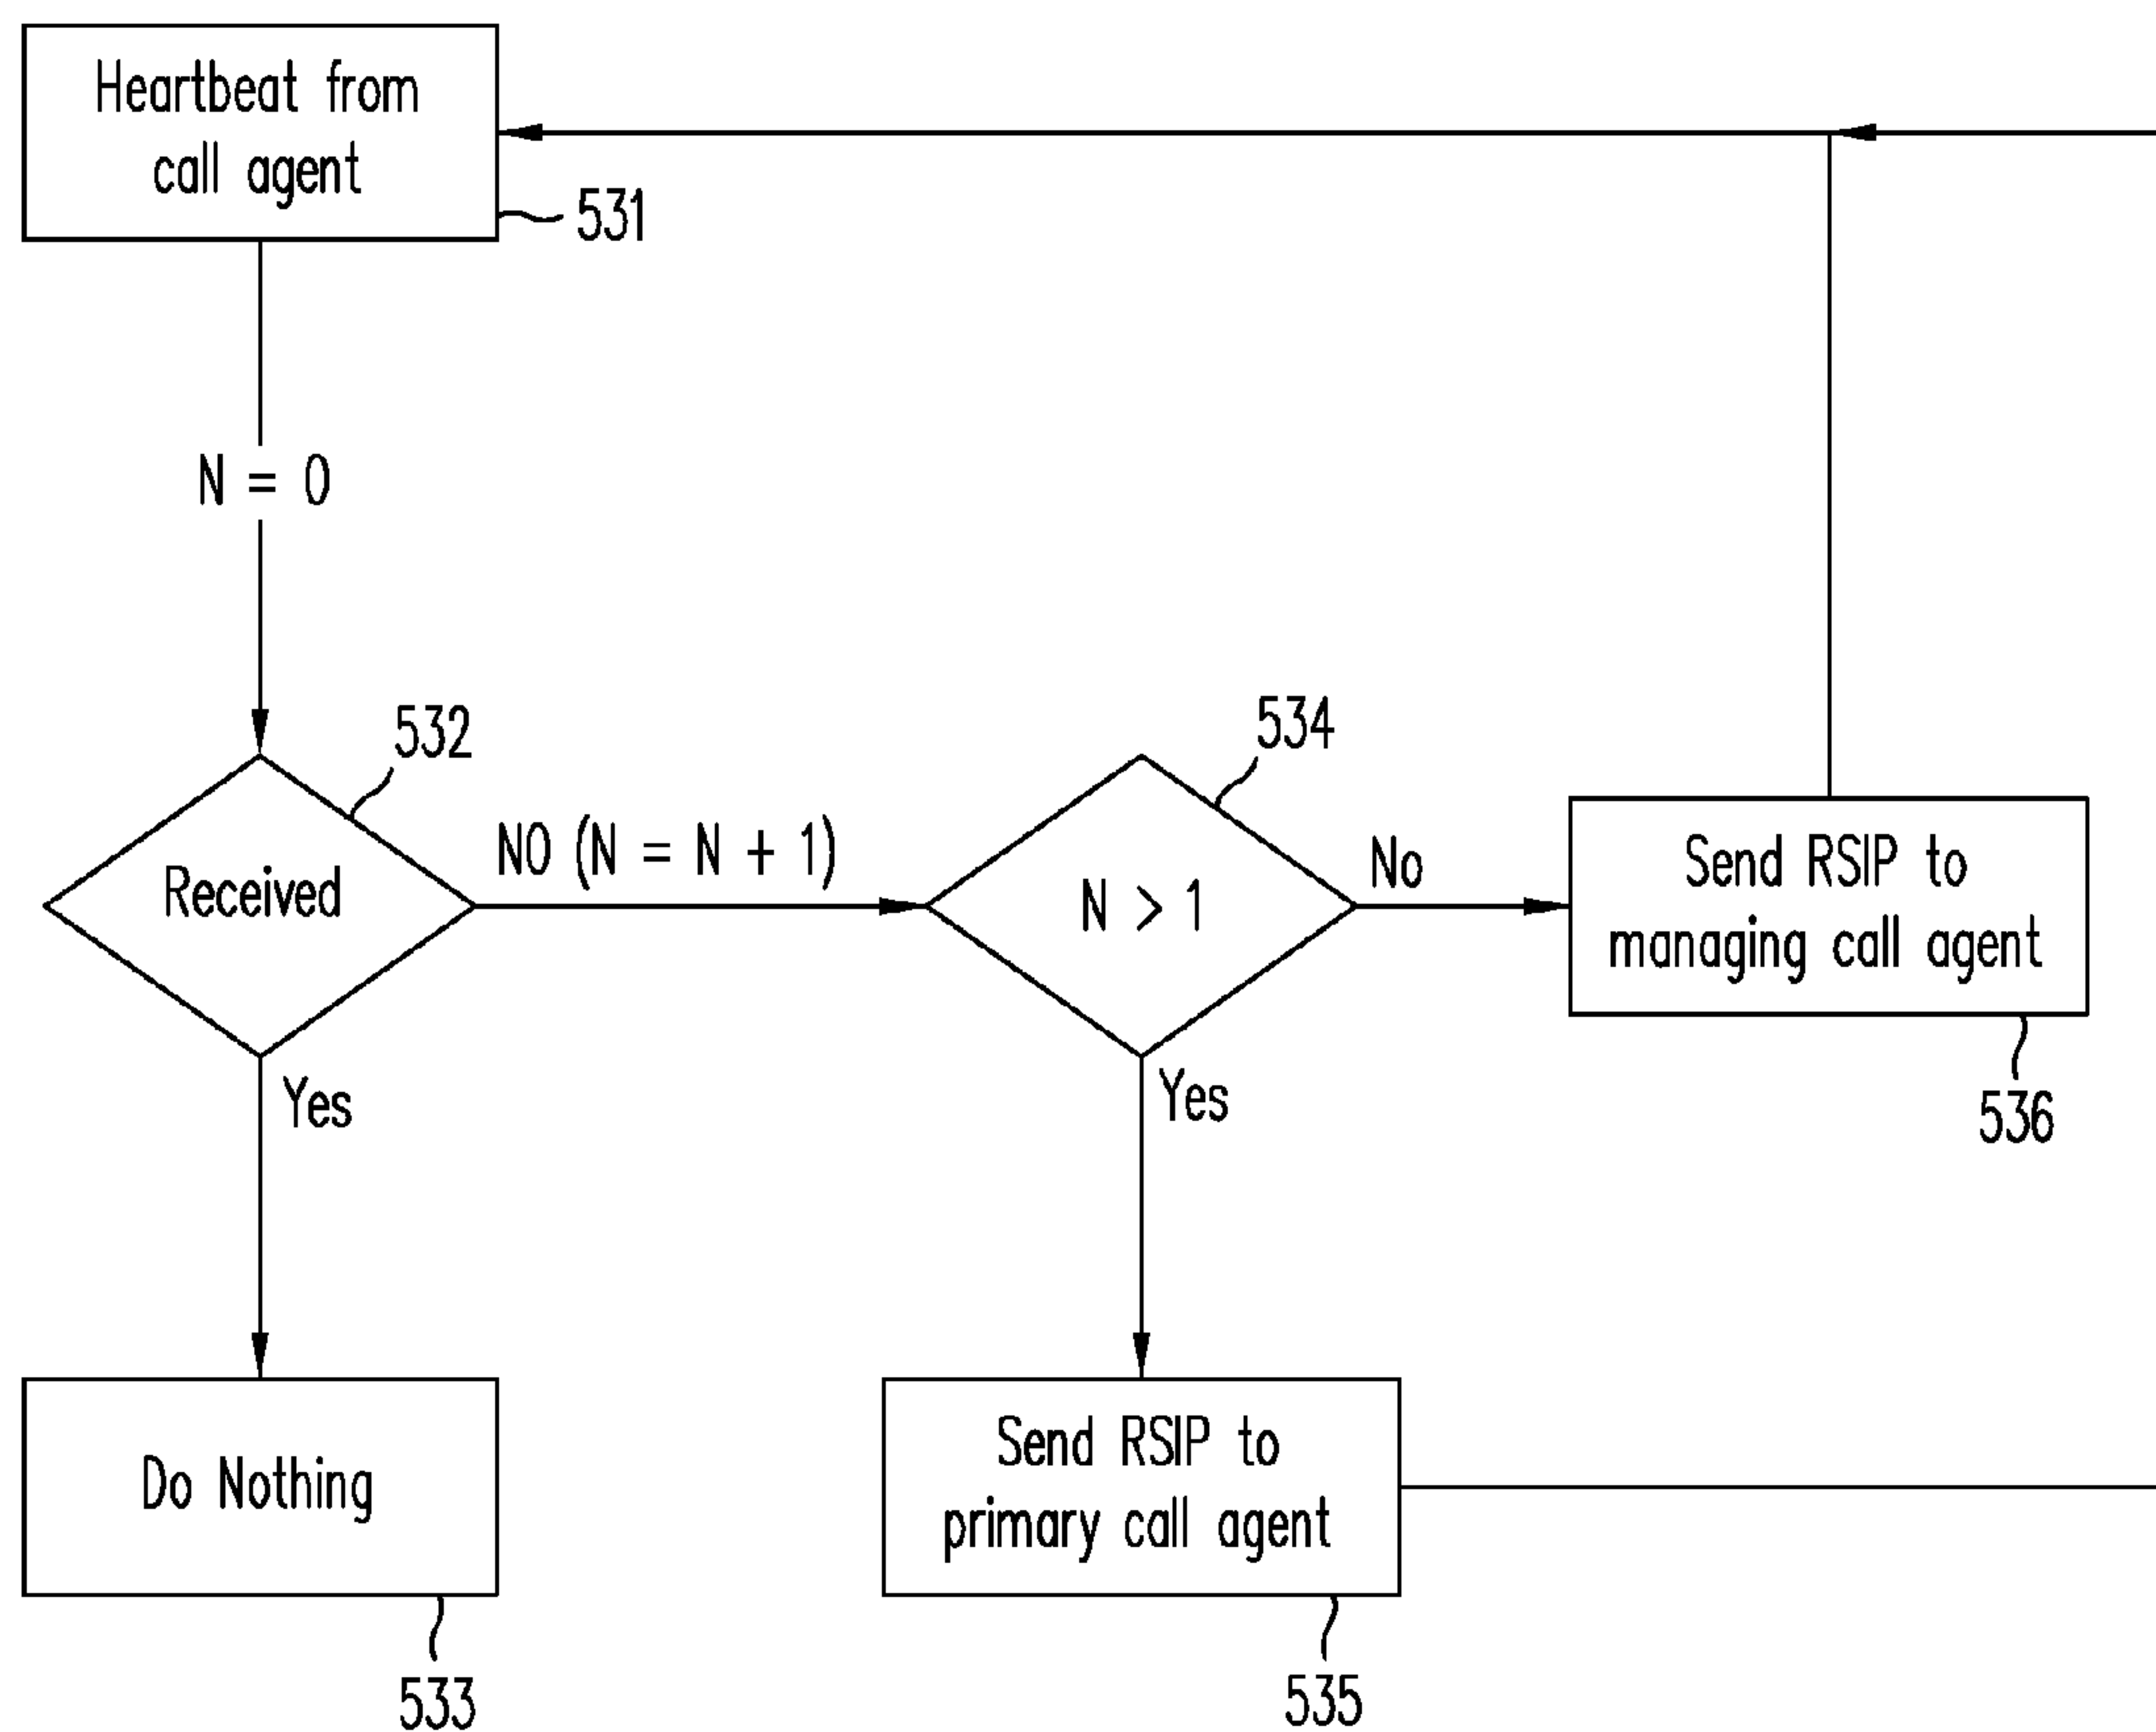 Heartbeat from
call agent
531
N = 0
532
Received
NO (N = N + 1)
534
N > 1
No
Send RSIP to
managing call agent
536
Yes
Yes
Do Nothing
533
Send RSIP to
primary call agent
535